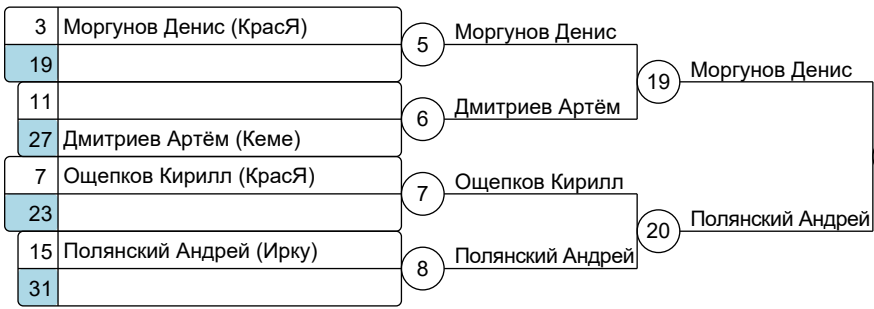 3 Моргунов Денис (КрасЯ)
19
11
27 Дмитриев Артём (Кеме)
7 Ощепков Кирилл (КрасЯ)
23
15 Полянский Андрей (Ирку)
31
5 Моргунов Денис
6 Дмитриев Артём
7 Ощепков Кирилл
8 Полянский Андрей
19 Моргунов Денис
20 Полянский Андрей